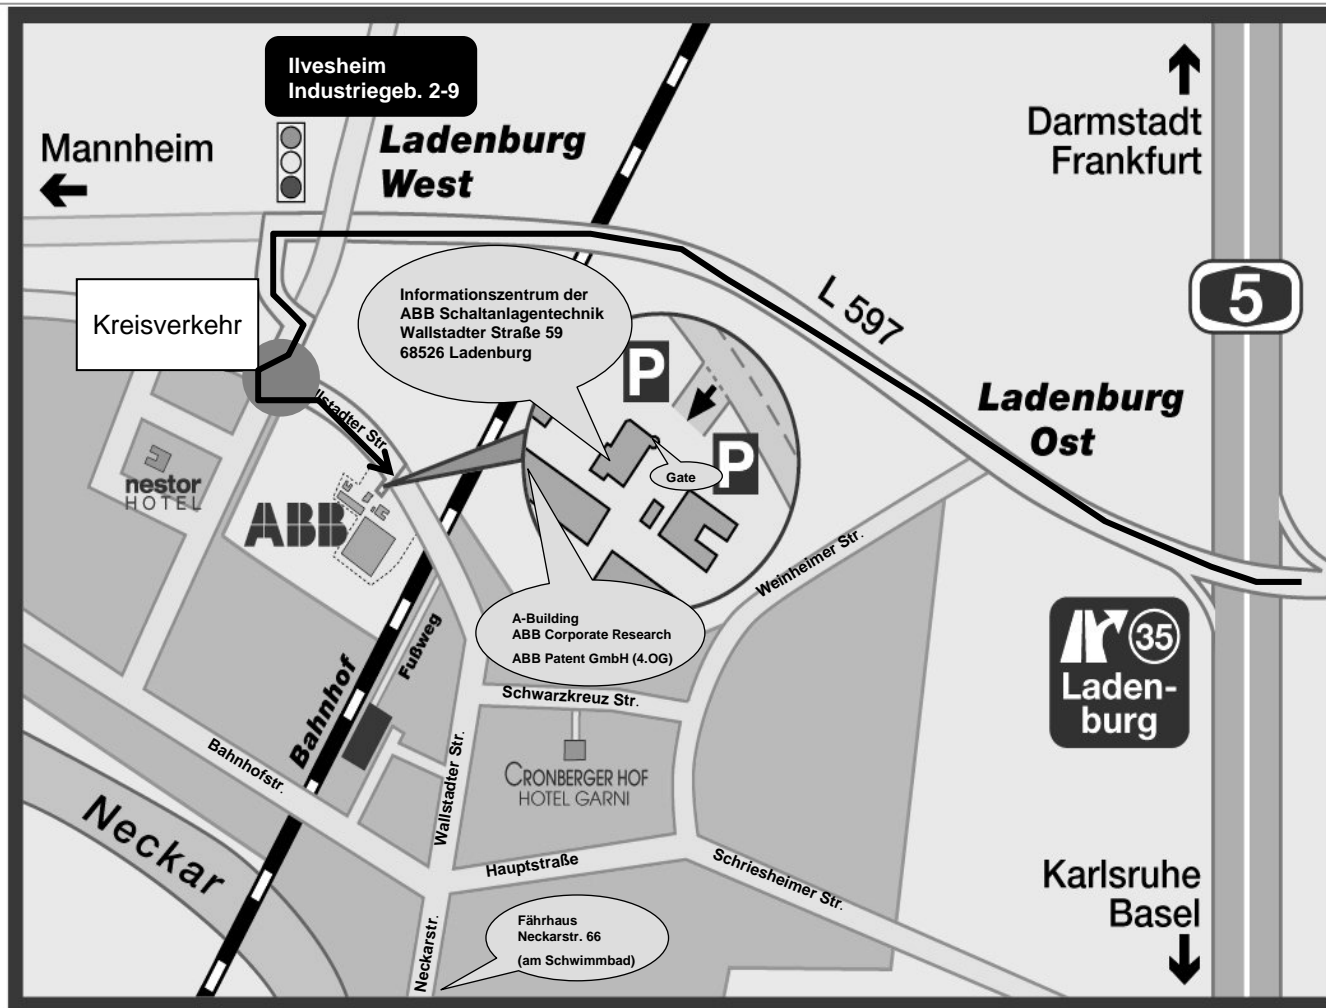 Ilvesheim
Industriegeb. 2-9
Mannheim
Ladenburg
West
Darmstadt
Frankfurt
Kreisverkehr
Informationszentrum der
ABB Schaltanlagentechnik
Wallstadter Straße 59
68526 Ladenburg
L 597
5
P
P
Gate
Ladenburg
Ost
llstadter Str.
nestor
HOTEL
ABB
Weinheimer Str.
A-Building
ABB Corporate Research
ABB Patent GmbH (4.OG)
35
Laden-
burg
Fußweg
Bahnhof
Schwarzkreuz Str.
Bahnhofstr.
Wallstadter Str.
CRONBERGER HOF
HOTEL GARNI
Neckar
Hauptstraße
Schriesheimer Str.
Karlsruhe
Basel
Neckarstr.
Fährhaus
Neckarstr. 66
(am Schwimmbad)